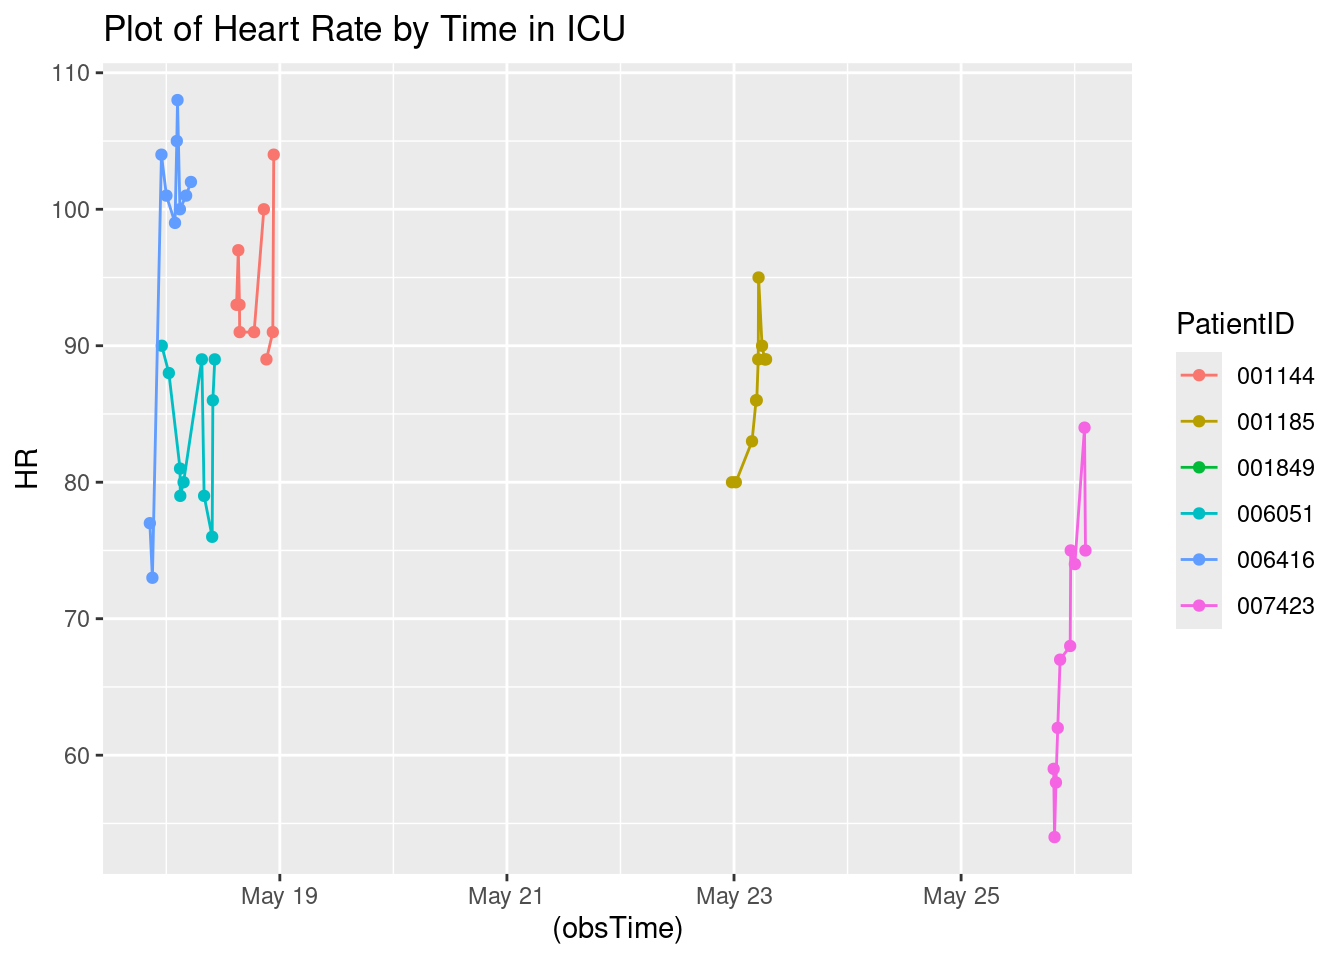 Plot of Heart Rate by Time in ICU
110
100
90
80
70
60
HR
May 19
May 21
May 23
May 25
(obsTime)
PatientID
001144
001185
001849
006051
006416
007423